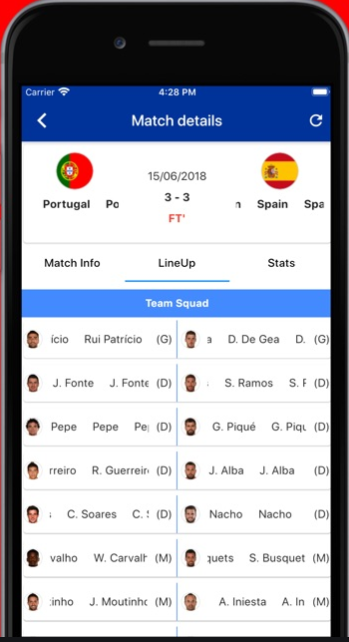 Carrier 4:28 PM
Match details
15/06/2018
3 - 3
FT'
Portugal Po n Spain Spa
Match Info LineUp Stats
Team Squad
ício Rui Patrício (G) a D. De Gea D. (G)
J. Fonte J. Fonte (D) S. Ramos S. F (D)
Pepe Pepe Pe (D) G. Piqué G. Piqu (D)
rreiro R. Guerreir (D) J. Alba J. Alba (D)
C. Soares C. (D) Nacho Nacho (D)
valho W. Carvalh (M) quets S. Busquet (M)
tinho J. Moutinho (M) A. Iniesta A. In (M)